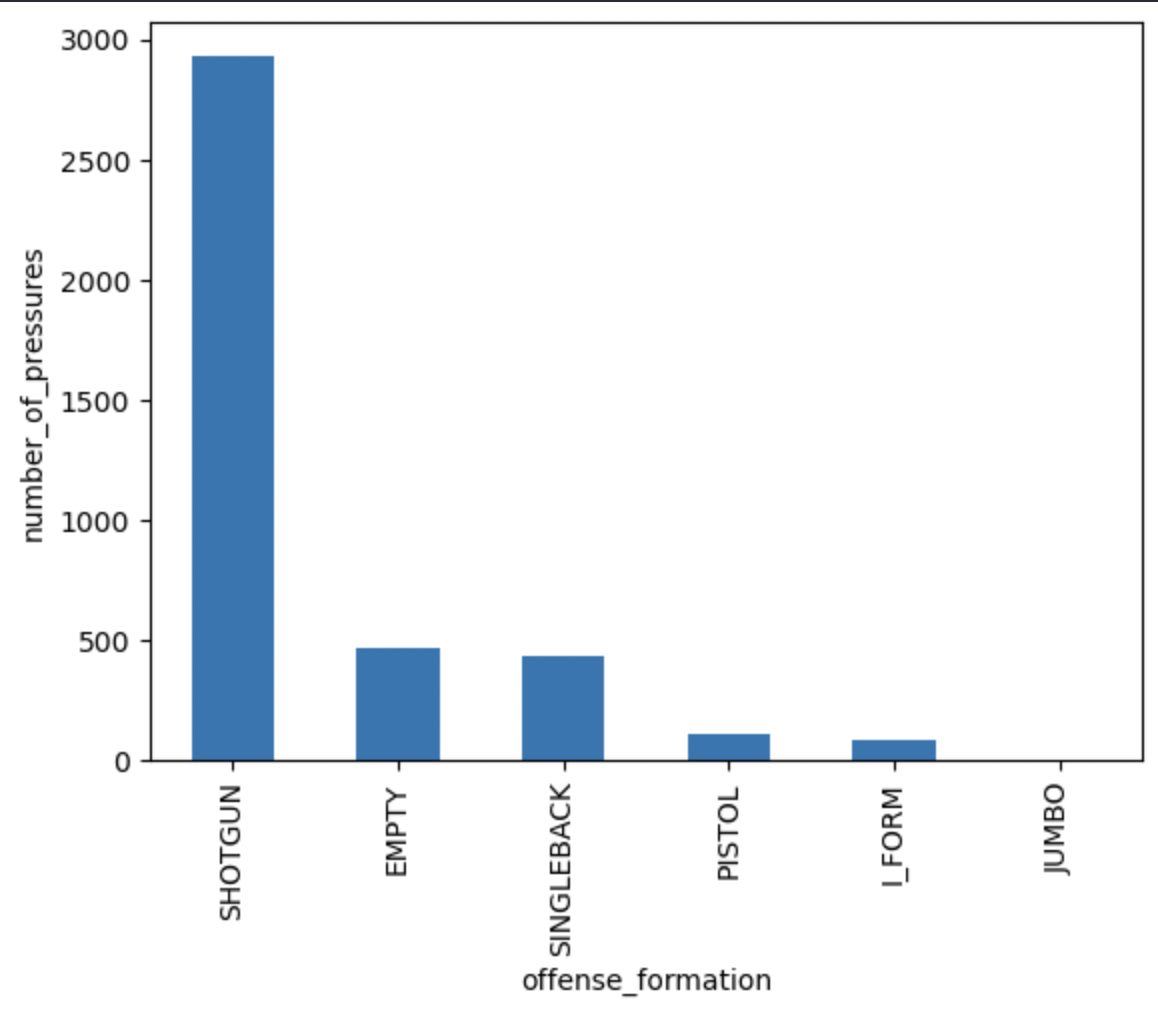 3000
2500
2000
1500
1000
500
0
number_of_pressures
SHOTGUN
EMPTY
SINGLEBACK
PISTOL
I_FORM
JUMBO
offense_formation